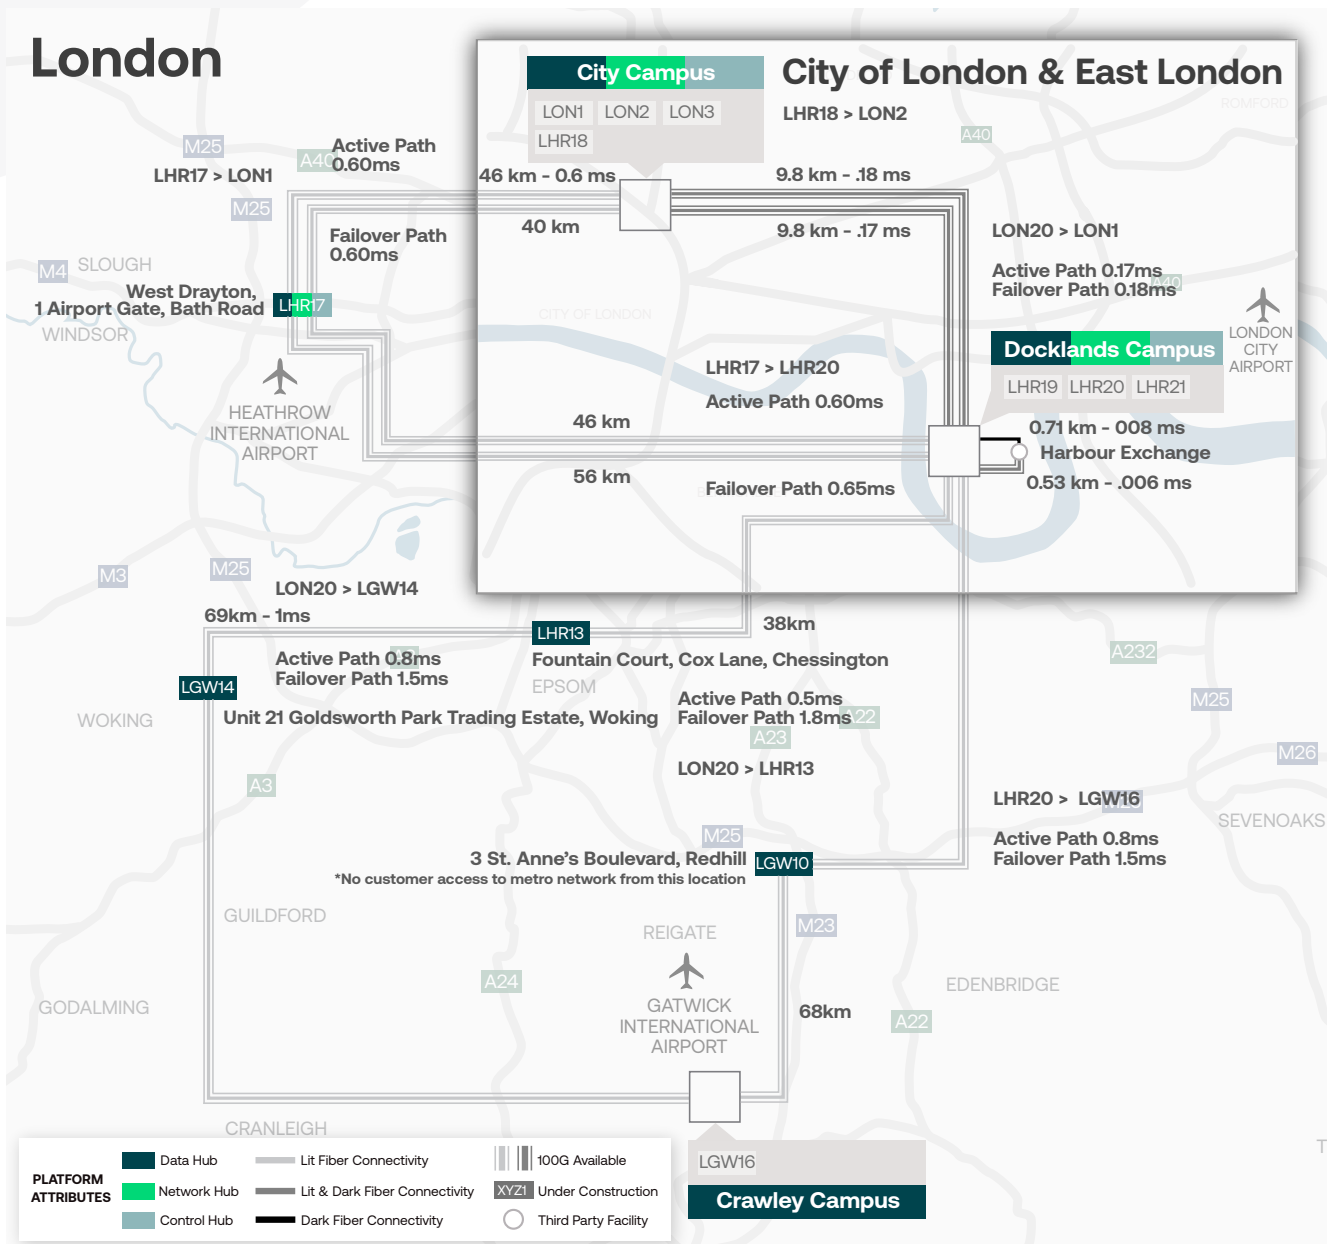 London
City of London & East London
City Campus
LON1 LON2 LON3
LHR18
LHR18 > LON2
ROMFORD
A40
M25
A40
Active Path
0.60ms
LHR17 > LON1
M25
46 km - 0.6 ms
9.8 km - .18 ms
40 km
9.8 km - .17 ms
Failover Path
0.60ms
LON20 > LON1
Active Path 0.17ms
Failover Path 0.18ms
A40
M4
SLOUGH
West Drayton,
1 Airport Gate, Bath Road
LHR17
WINDSOR
CITY OF LONDON
LONDON
CITY
AIRPORT
Docklands Campus
LHR19 LHR20 LHR21
LHR17 > LHR20
Active Path 0.60ms
HEATHROW
INTERNATIONAL
AIRPORT
46 km
0.71 km - 008 ms
Harbour Exchange
0.53 km - .006 ms
56 km
Failover Path 0.65ms
M3
M25
LON20 > LGW14
69km - 1ms
LHR13
38km
Fountain Court, Cox Lane, Chessington
Active Path 0.8ms
Failover Path 1.5ms
EPSOM
A232
LGW14
Unit 21 Goldsworth Park Trading Estate, Woking
WOKING
Active Path 0.5ms
Failover Path 1.8ms
A22
A23
M25
M26
LON20 > LHR13
A3
LHR20 > LGW16
SEVENOAKS
Active Path 0.8ms
Failover Path 1.5ms
M25
3 St. Anne’s Boulevard, Redhill
LGW10
*No customer access to metro network from this location
GUILDFORD
REIGATE
M23
A24
EDENBRIDGE
GODALMING
GATWICK
INTERNATIONAL
AIRPORT
68km
A22
CRANLEIGH
LGW16
Crawley Campus
PLATFORM
ATTRIBUTES
Data Hub
Network Hub
Control Hub
Lit Fiber Connectivity
Lit & Dark Fiber Connectivity
Dark Fiber Connectivity
100G Available
XYZ1 Under Construction
Third Party Facility